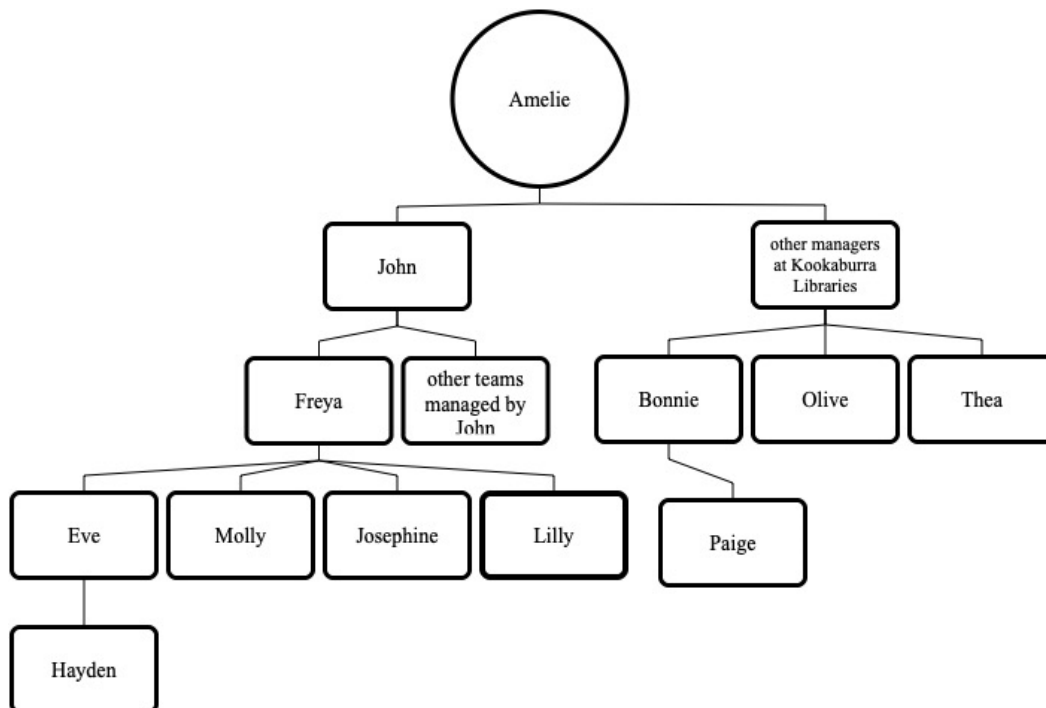 Amelie
John
other managers
at Kookaburra
Libraries
Freya
other teams
managed by
John
Bonnie
Olive
Thea
Eve
Molly
Josephine
Lilly
Paige
Hayden